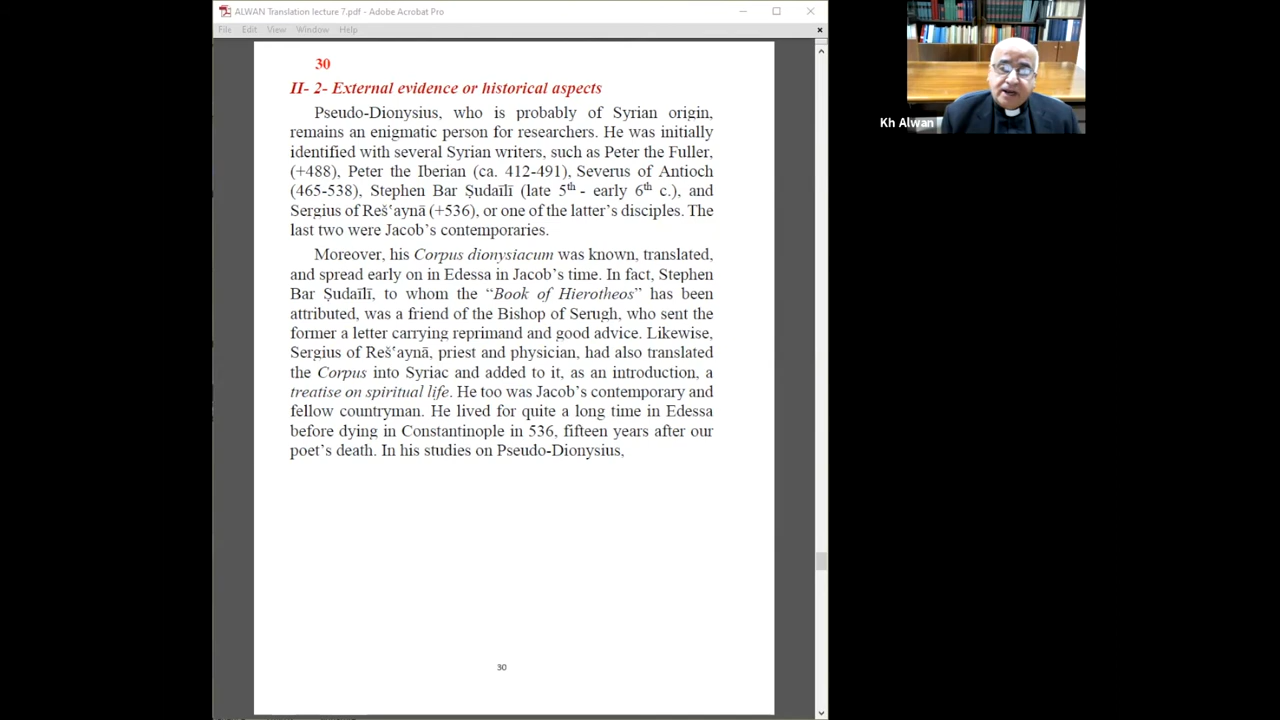 ALWAN Translation lecture 7.pdf - Adobe Acrobat Pro
File Edit View Window Help
30
II- 2- External evidence or historical aspects
Pseudo-Dionysius, who is probably of Syrian origin,
remains an enigmatic person for researchers. He was initially
identified with several Syrian writers, such as Peter the Fuller,
(+488), Peter the Iberian (ca. 412-491), Severus of Antioch
(465-538), Stephen Bar Ṣudaïlī (late 5th - early 6th c.), and
Sergius of Reš‘aynā (+536), or one of the latter’s disciples. The
last two were Jacob’s contemporaries.
Moreover, his Corpus dionysiacum was known, translated,
and spread early on in Edessa in Jacob’s time. In fact, Stephen
Bar Ṣudaïlī, to whom the “Book of Hierotheos” has been
attributed, was a friend of the Bishop of Serugh, who sent the
former a letter carrying reprimand and good advice. Likewise,
Sergius of Reš‘aynā, priest and physician, had also translated
the Corpus into Syriac and added to it, as an introduction, a
treatise on spiritual life. He too was Jacob’s contemporary and
fellow countryman. He lived for quite a long time in Edessa
before dying in Constantinople in 536, fifteen years after our
poet’s death. In his studies on Pseudo-Dionysius,
30
Kh Alwan